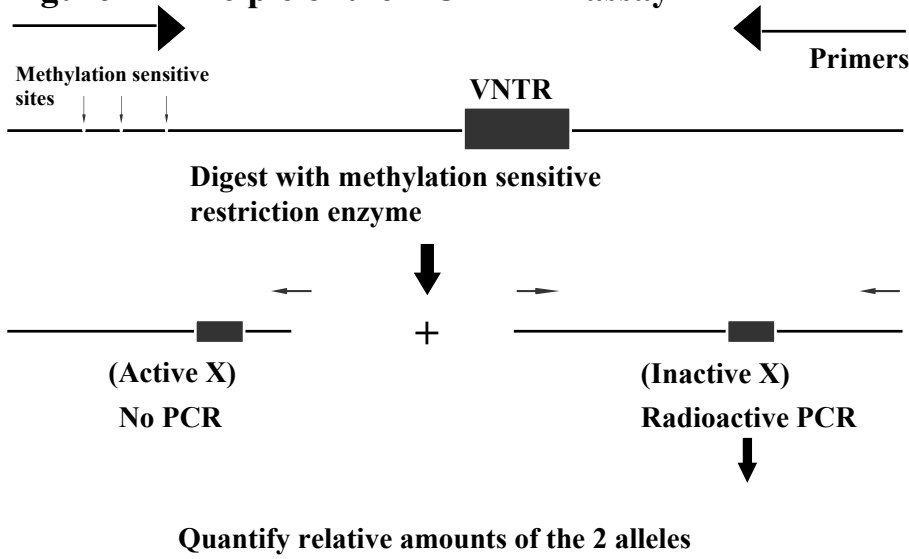 Primers
Methylation sensitive
sites
VNTR
Digest with methylation sensitive
restriction enzyme
+
(Active X)
(Inactive X)
No PCR
Radioactive PCR
Quantify relative amounts of the 2 alleles